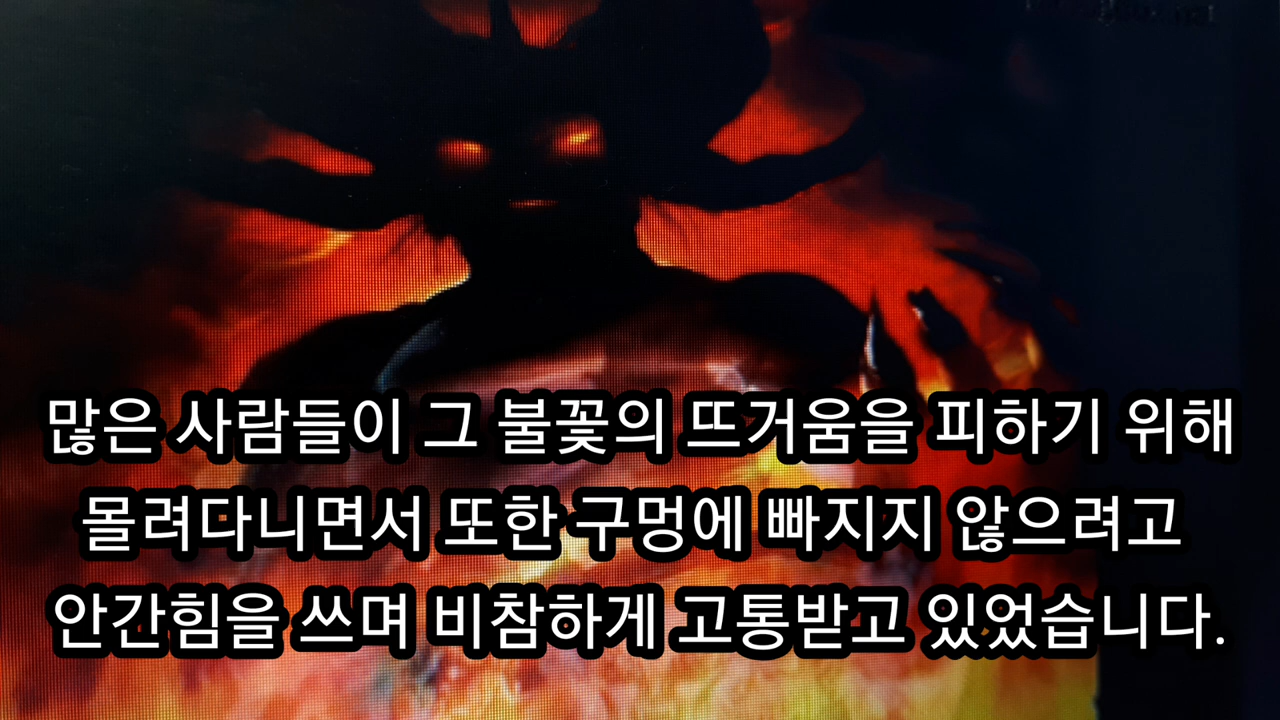 많은 사람들이 그 불꽃의 뜨거움을 피하기 위해
몰려다니면서 또한 구멍에 빠지지 않으려고
안간힘을 쓰며 비참하게 고통받고 있었습니다.